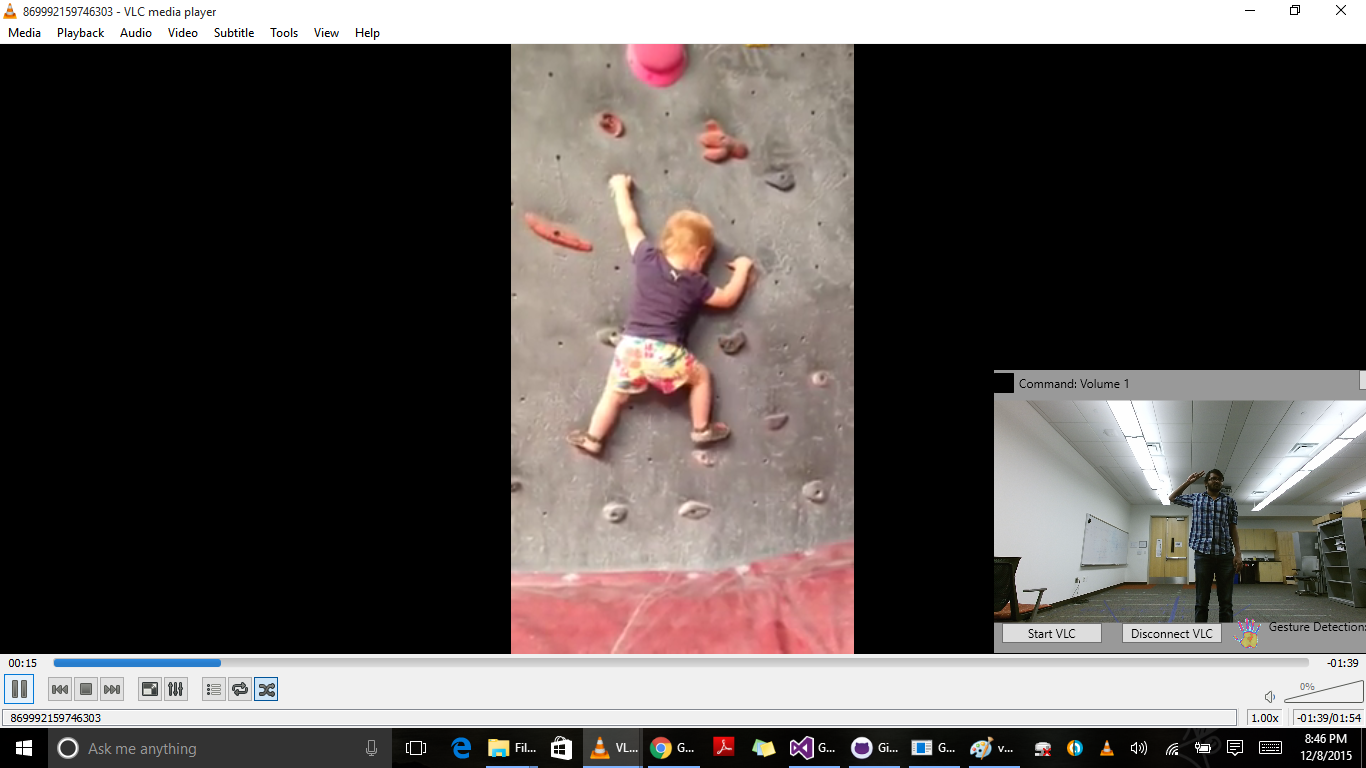 869992159746303 - VLC media player
Media Playback Audio Video Subtitle Tools View Help
Command: Volume 1
Start VLC
Disconnect VLC
Gesture Detection:
00:15
-01:39
0%
869992159746303
1.00x
-01:39/01:54
Ask me anything
Fil...
VL...
G...
G...
Gi...
G...
v...
8:46 PM
12/8/2015